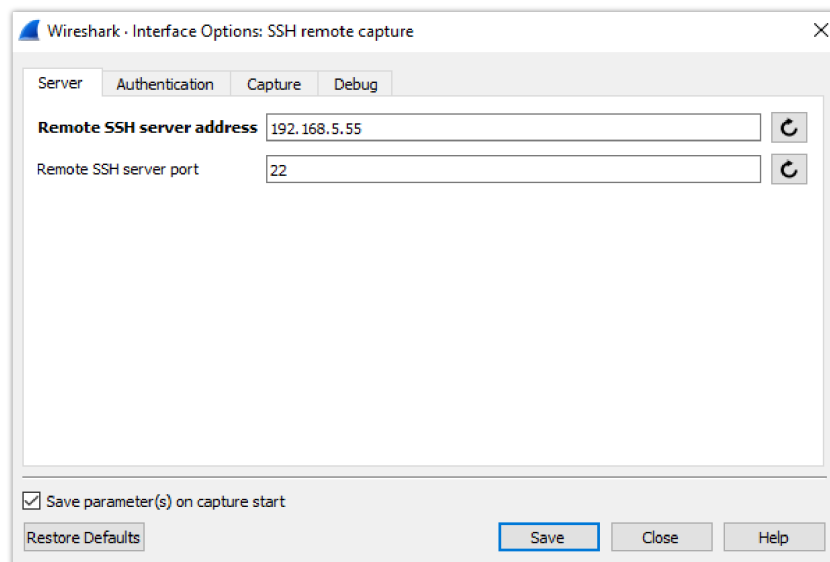 Wireshark · Interface Options: SSH remote capture
Server Authentication Capture Debug
Remote SSH server address 192.168.5.55
Remote SSH server port 22
Save parameter(s) on capture start
Restore Defaults Save Close Help